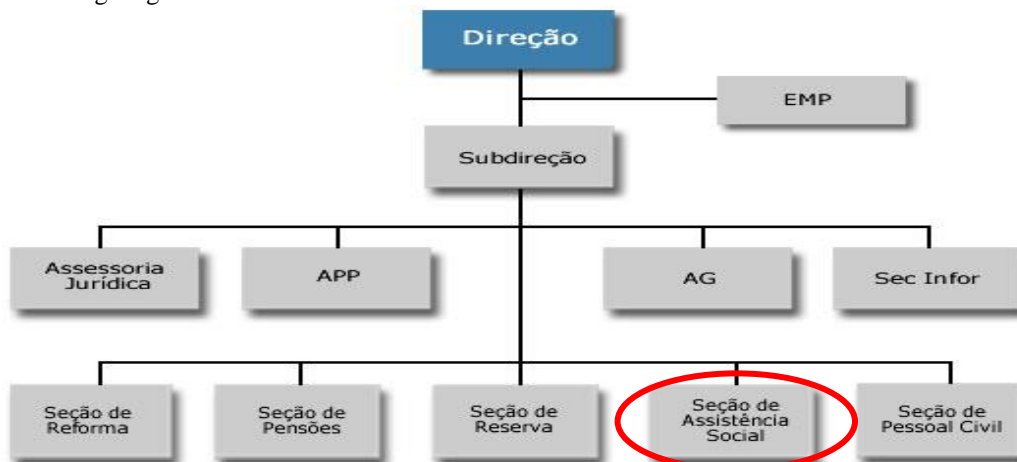 Direção
EMP
Subdireção
Assessoria
Jurídica
APP
AG
Sec Infor
Seção de
Reforma
Seção de
Pensões
Seção de
Reserva
Seção de
Assistência
Social
Seção de
Pessoal Civil